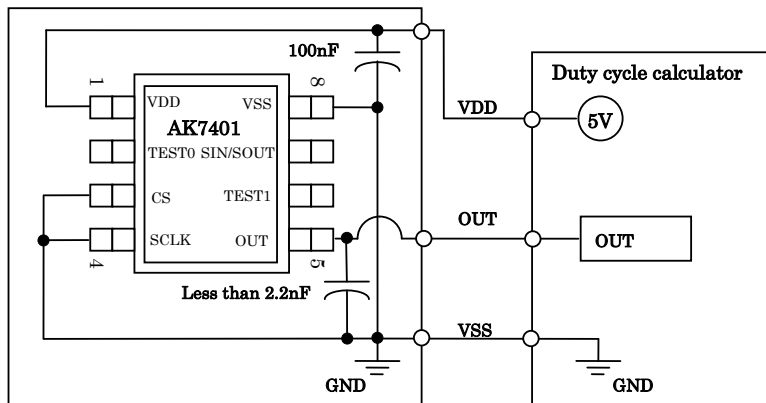 100nF
Duty cycle calculator
1
8
VDD
VSS
VDD
5V
AK7401
TEST0 SIN/SOUT
CS
TEST1
OUT
SCLK
OUT
OUT
4
5
Less than 2.2nF
VSS
GND
GND